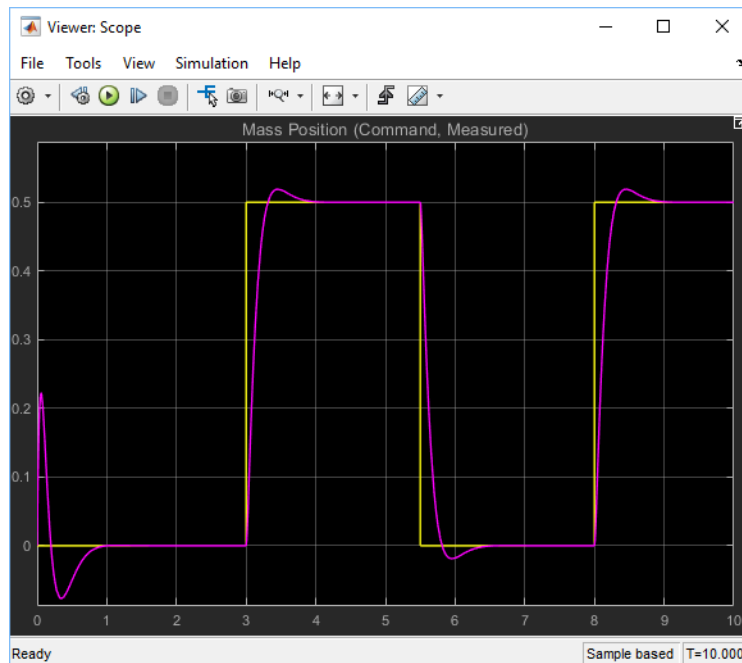 Viewer: Scope
File Tools View Simulation Help
Mass Position (Command, Measured)
0.5
0.4
0.3
0.2
0.1
0
0 1 2 3 4 5 6 7 8 9 10
Ready Sample based T=10.000